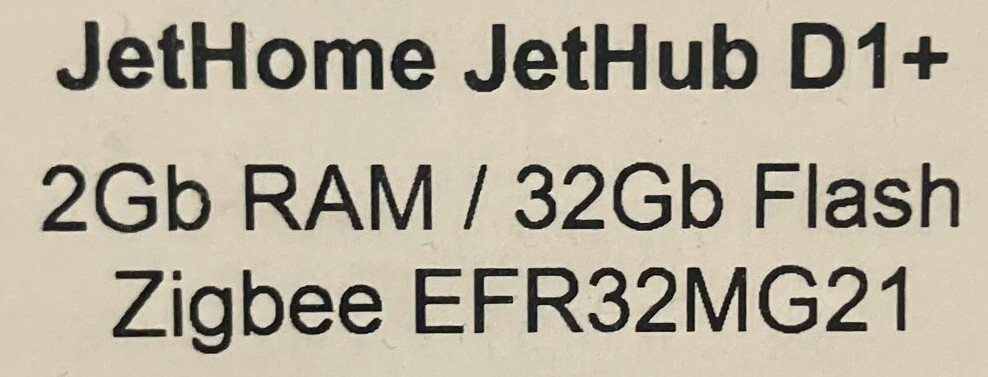 JetHome JetHub D1+
2Gb RAM / 32Gb Flash
Zigbee EFR32MG21